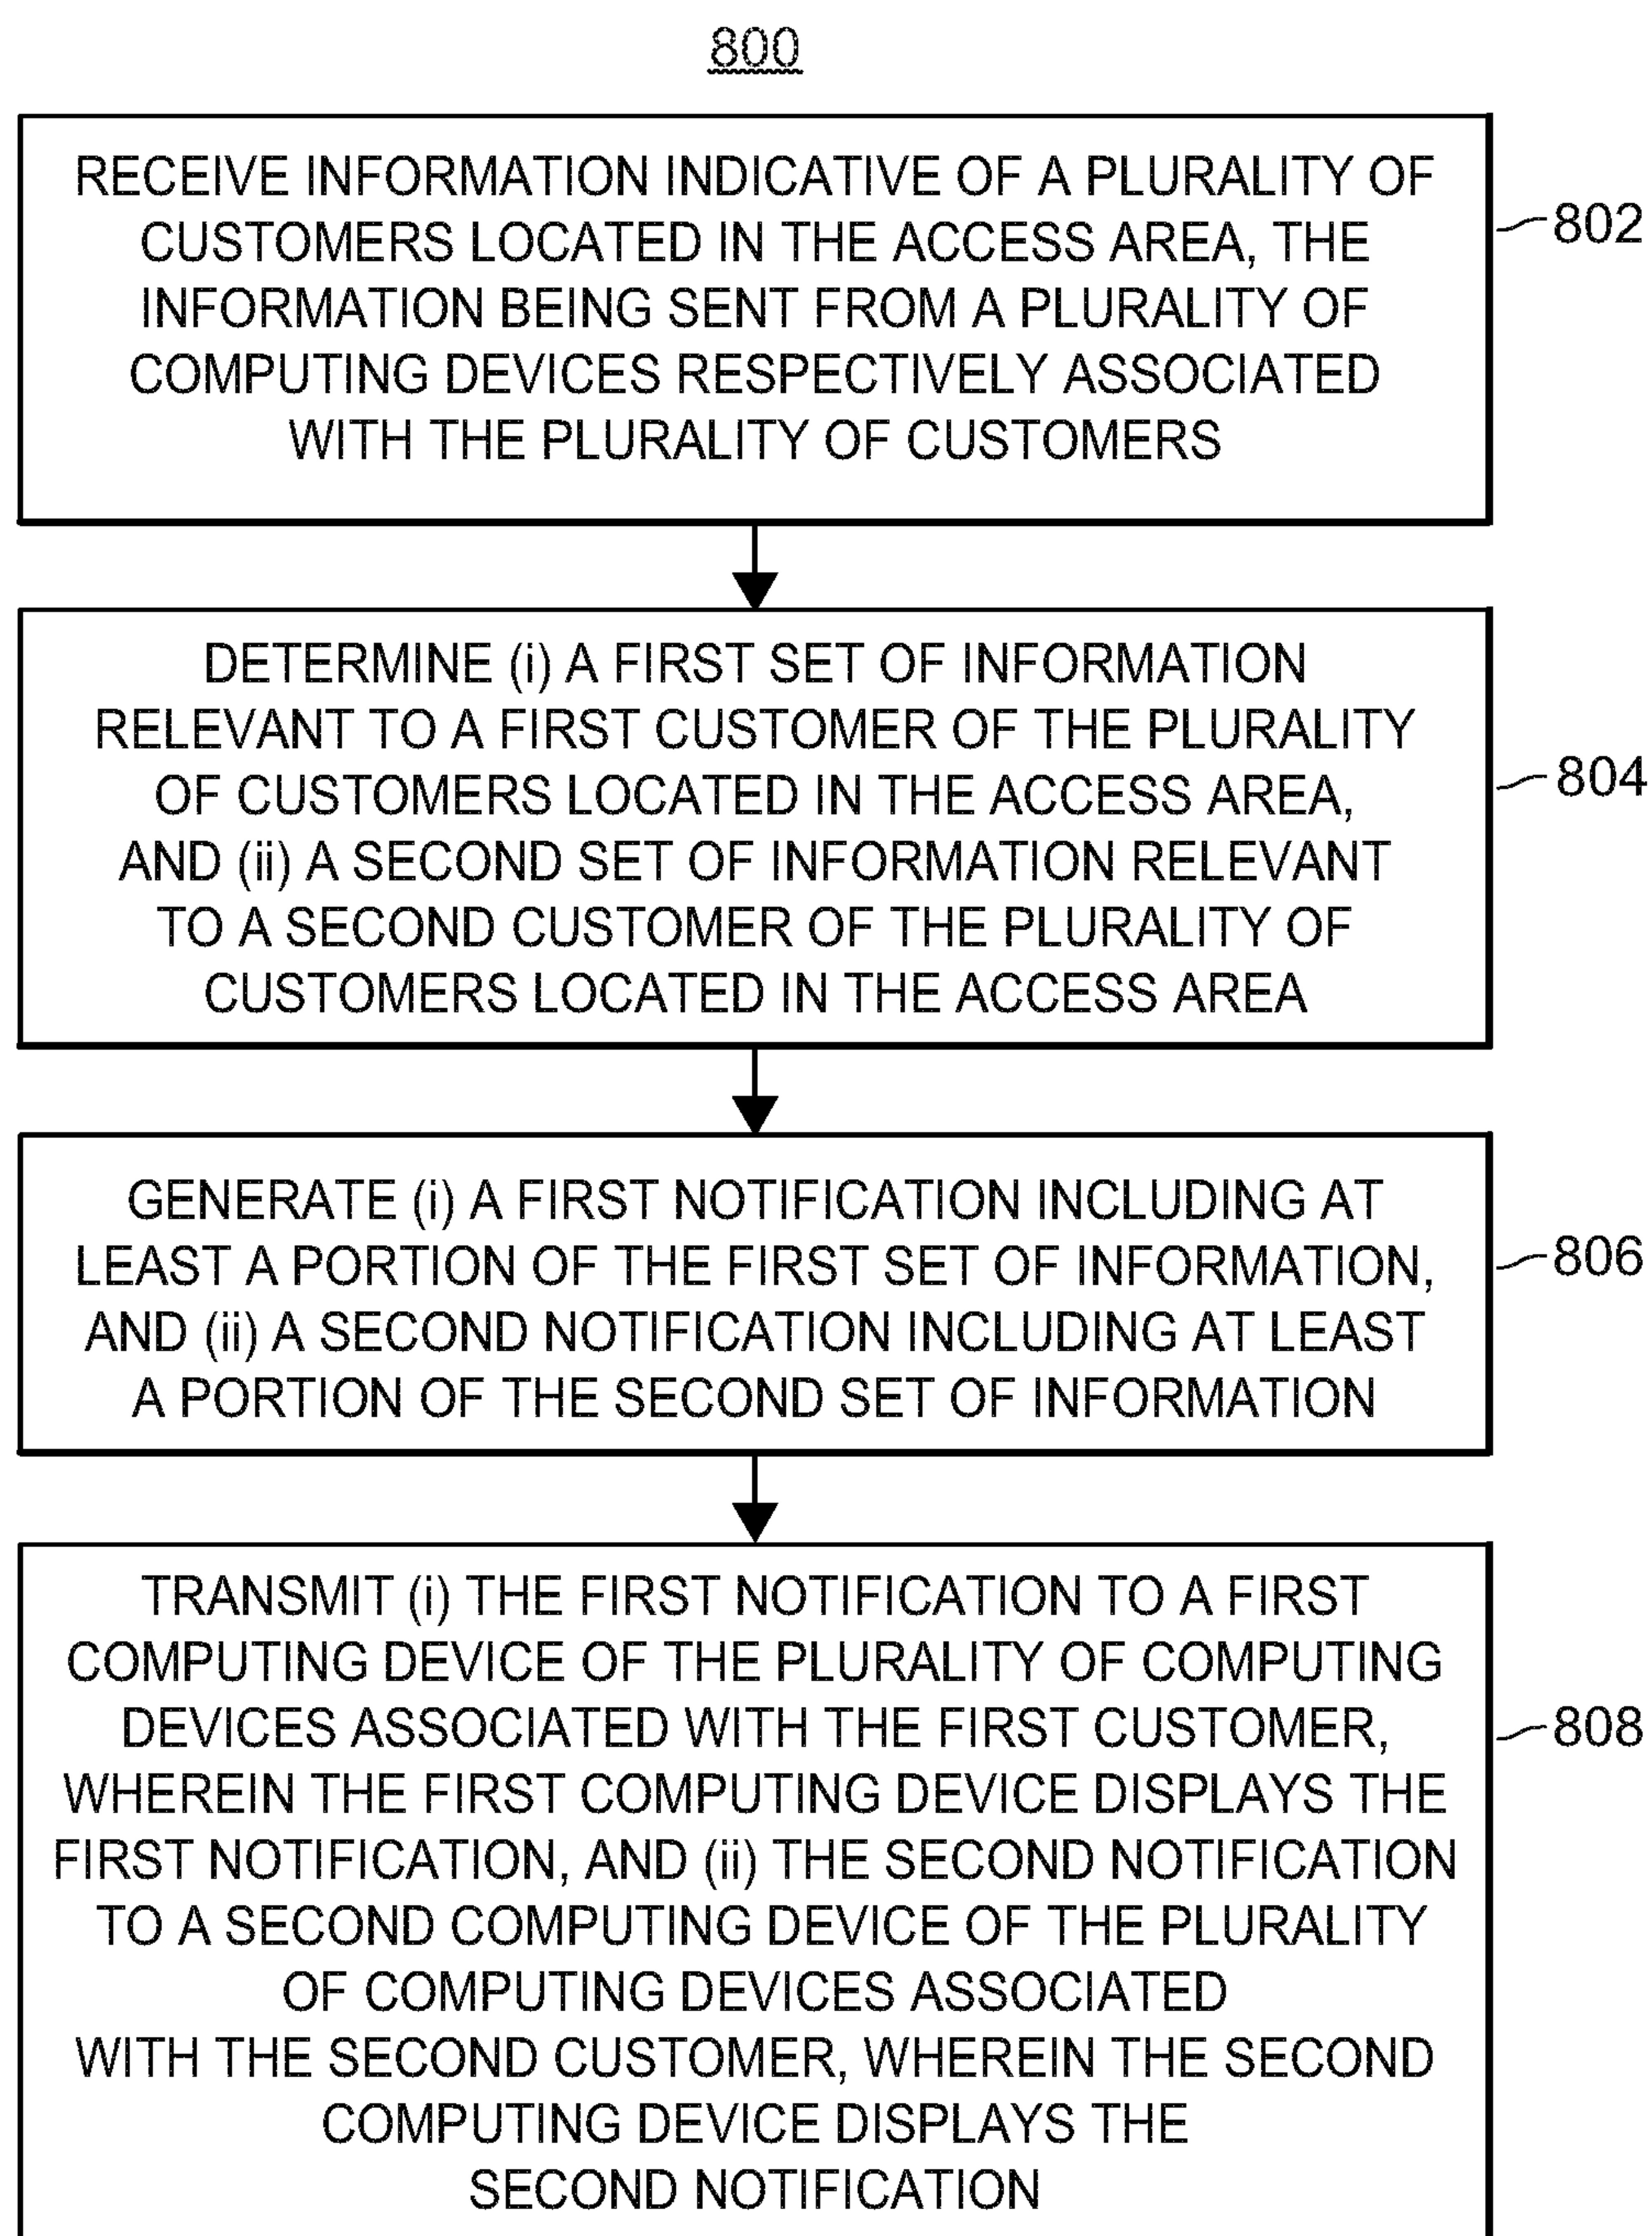 800
RECEIVE INFORMATION INDICATIVE OF A PLURALITY OF
CUSTOMERS LOCATED IN THE ACCESS AREA, THE
INFORMATION BEING SENT FROM A PLURALITY OF
COMPUTING DEVICES RESPECTIVELY ASSOCIATED
WITH THE PLURALITY OF CUSTOMERS
802
DETERMINE (i) A FIRST SET OF INFORMATION
RELEVANT TO A FIRST CUSTOMER OF THE PLURALITY
OF CUSTOMERS LOCATED IN THE ACCESS AREA,
AND (ii) A SECOND SET OF INFORMATION RELEVANT
TO A SECOND CUSTOMER OF THE PLURALITY OF
CUSTOMERS LOCATED IN THE ACCESS AREA
804
GENERATE (i) A FIRST NOTIFICATION INCLUDING AT
LEAST A PORTION OF THE FIRST SET OF INFORMATION,
AND (ii) A SECOND NOTIFICATION INCLUDING AT LEAST
A PORTION OF THE SECOND SET OF INFORMATION
806
TRANSMIT (i) THE FIRST NOTIFICATION TO A FIRST
COMPUTING DEVICE OF THE PLURALITY OF COMPUTING
DEVICES ASSOCIATED WITH THE FIRST CUSTOMER,
WHEREIN THE FIRST COMPUTING DEVICE DISPLAYS THE
FIRST NOTIFICATION, AND (ii) THE SECOND NOTIFICATION
TO A SECOND COMPUTING DEVICE OF THE PLURALITY
OF COMPUTING DEVICES ASSOCIATED
WITH THE SECOND CUSTOMER, WHEREIN THE SECOND
COMPUTING DEVICE DISPLAYS THE
SECOND NOTIFICATION
808